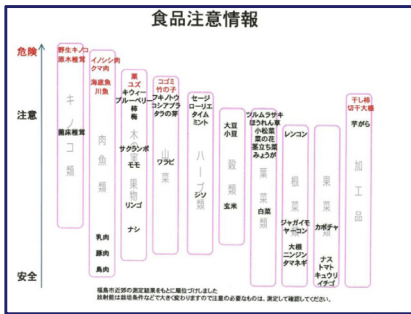 食品注意情報
危険
注意
安全
野生キノコ
原木椎茸
キノコ類
菌床椎茸
イノシシ肉
クマ肉
海底魚
川魚
肉魚類
乳肉
豚肉
鳥肉
栗
ユズ
キウィー
ブルーベリー
柿
梅
木の実・果物
サクランボ
モモ
リンゴ
ナシ
コゴミ
竹の子
フキノトウ
コシアブラ
タラの芽
山菜
ワラビ
セージ
ローリエ
タイム
ミント
ハーブ類
シソ
大豆
小豆
穀類
玄米
ツルムラサキ
ほうれん草
小松菜
菜の花
茎立ち菜
みょうが
葉菜類
白菜
レンコン
根菜類
ジャガイモ
ヤーコン
大根
ニンジン
タマネギ
果菜類
カボチャ
ナス
トマト
キュウリ
イチゴ
干し柿
切干大根
芋がら
加工品
福島市近郊の測定結果をもとに順位づけしました
放射能は栽培条件などで大きく変わりますので注意の必要なものは、測定して確認してください。